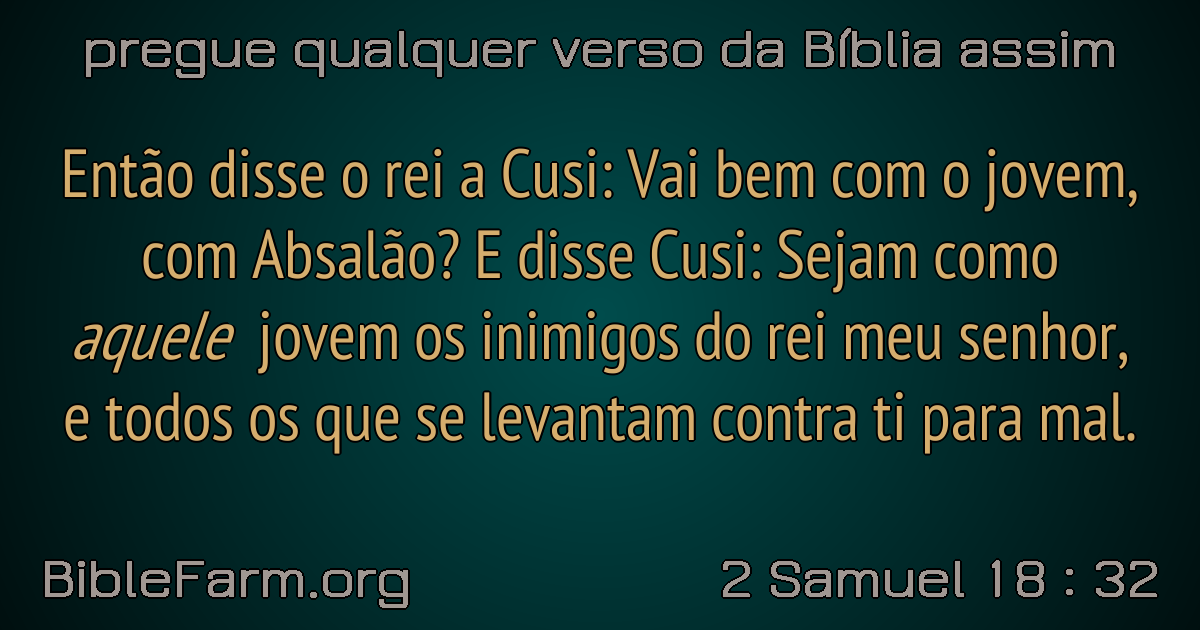 pregue qualquer verso da Bíblia assim
Então disse o rei a Cusi: Vai bem com o jovem,
com Absalão? E disse Cusi: Sejam como
aquele jovem os inimigos do rei meu senhor,
e todos os que se levantam contra ti para mal.
BibleFarm.org
2 Samuel 18 : 32